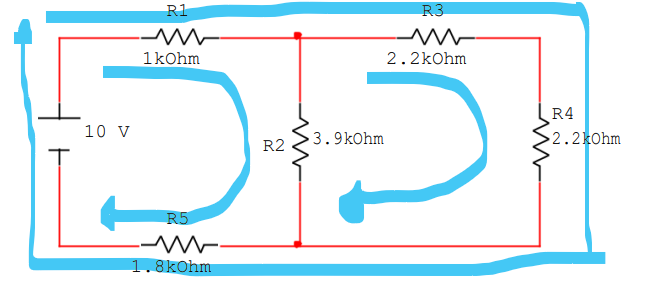 R1
R3
1kOhm
2.2kOhm
R4
10 V
R2
3.9kOhm
2.2kOhm
R5
1.8kOhm